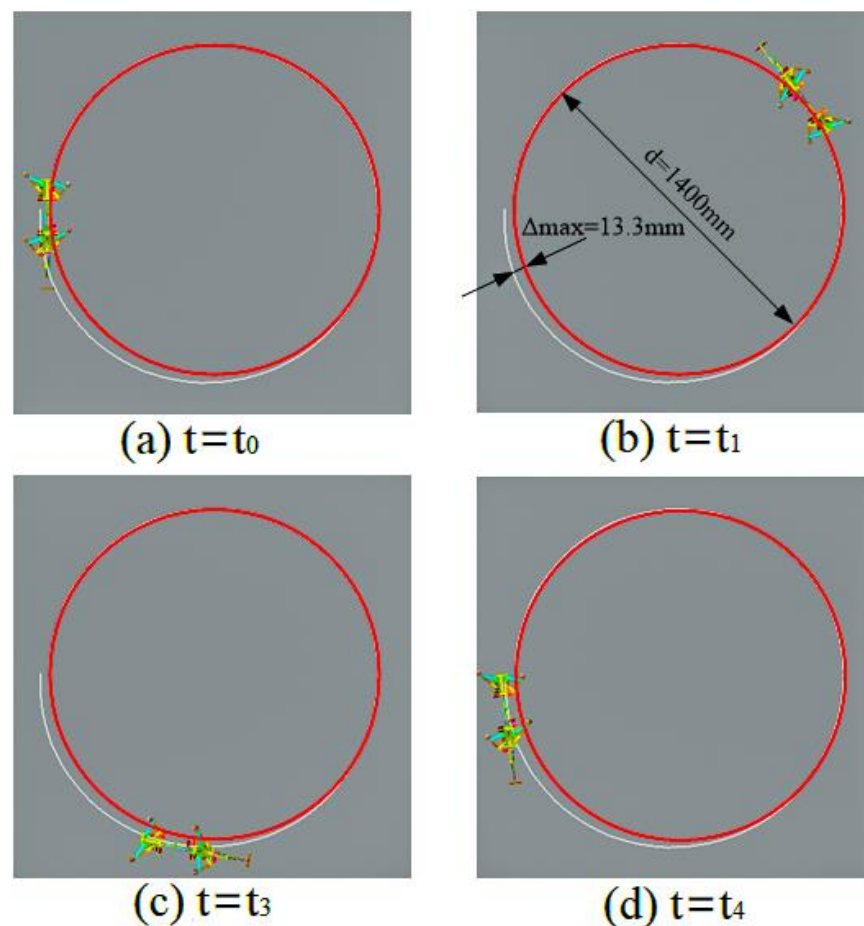 d=1400mm
Δmax=13.3mm
(a) t=t₀
(b) t=t₁
(c) t=t₃
(d) t=t₄